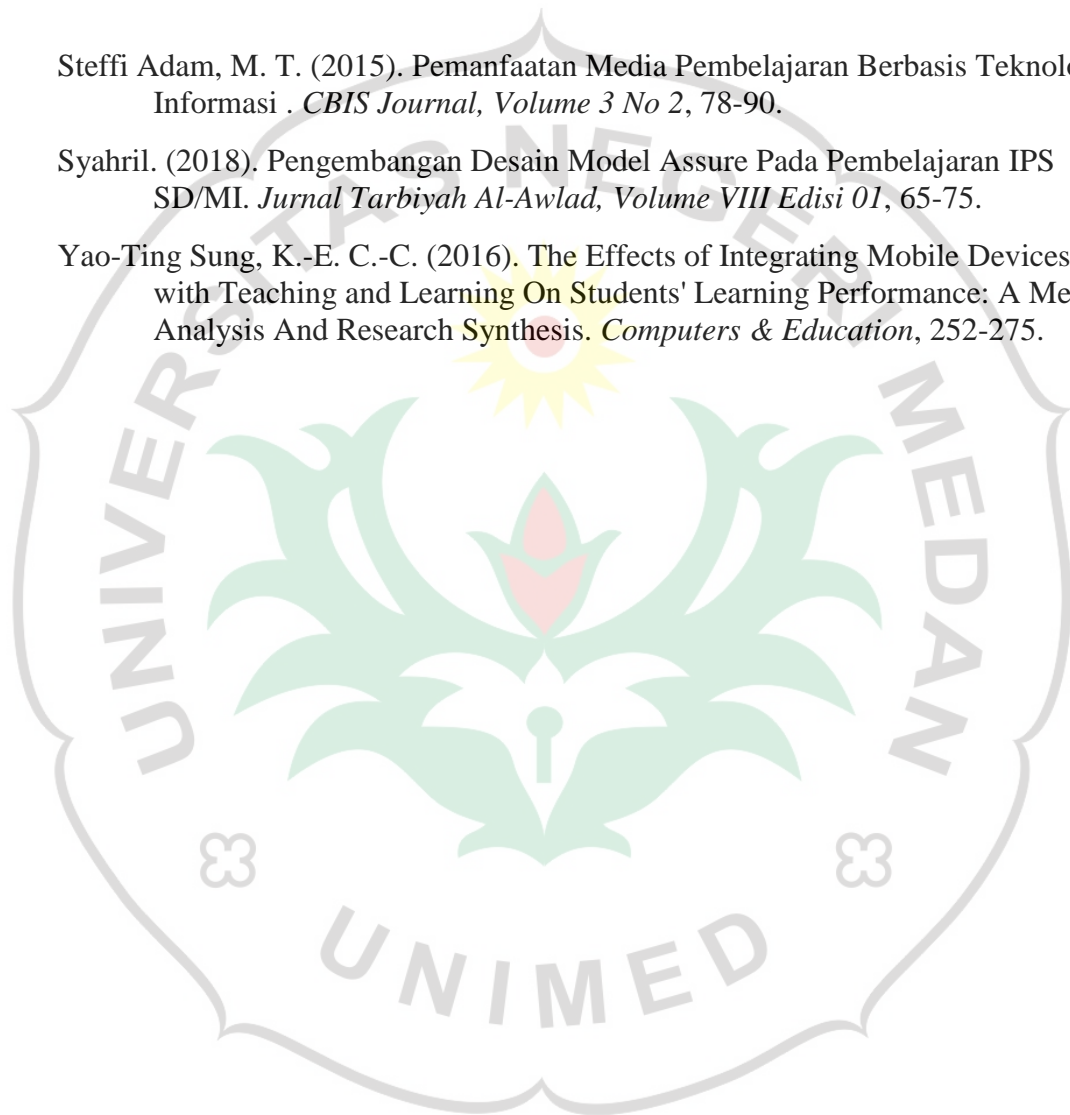 Steffi Adam, M. T. (2015). Pemanfaatan Media Pembelajaran Berbasis Teknolo
Informasi . CBIS Journal, Volume 3 No 2, 78-90.
Syahril. (2018). Pengembangan Desain Model Assure Pada Pembelajaran IPS
SD/MI. Jurnal Tarbiyah Al-Awlad, Volume VIII Edisi 01, 65-75.
Yao-Ting Sung, K.-E. C.-C. (2016). The Effects of Integrating Mobile Devices
with Teaching and Learning On Students' Learning Performance: A Me
Analysis And Research Synthesis. Computers & Education, 252-275.
UNIVERSITAS NEGERI MEDAN
UNIMED